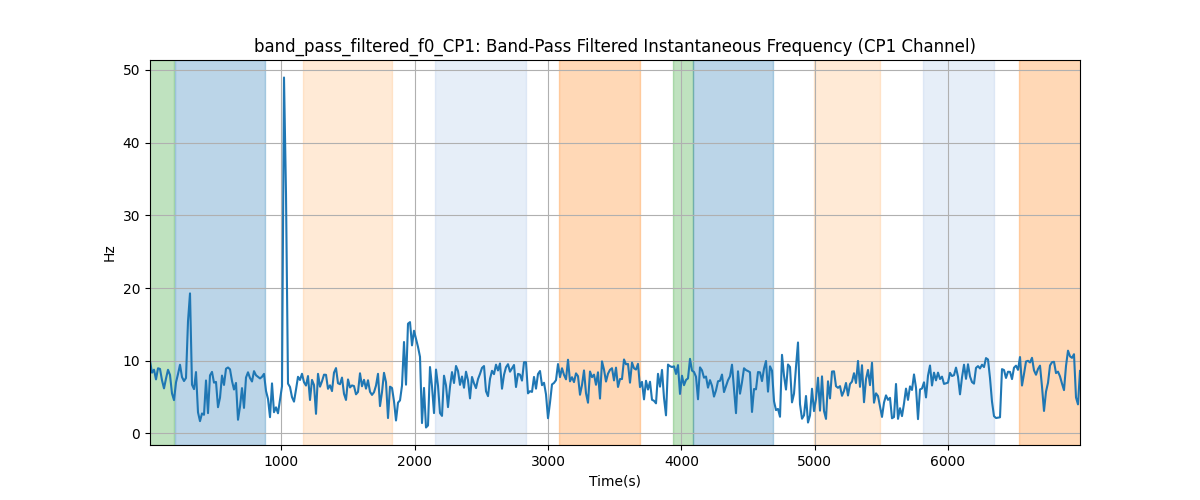 band_pass_filtered_f0_CP1: Band-Pass Filtered Instantaneous Frequency (CP1 Channel)
50
40
30
20
10
0
Hz
1000 2000 3000 4000 5000 6000
Time(s)